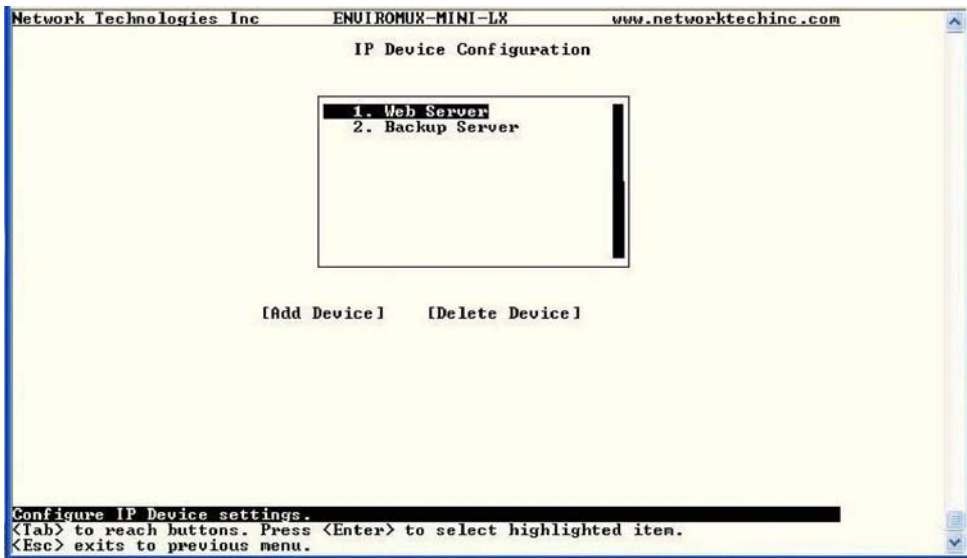 Network Technologies Inc ENVIROMUX-MINI-LX www.networktechinc.com
IP Device Configuration
1. Web Server
2. Backup Server
[Add Device] [Delete Device]
Configure IP Device settings.
<Tab> to reach buttons. Press <Enter> to select highlighted item.
<Esc> exits to previous menu.